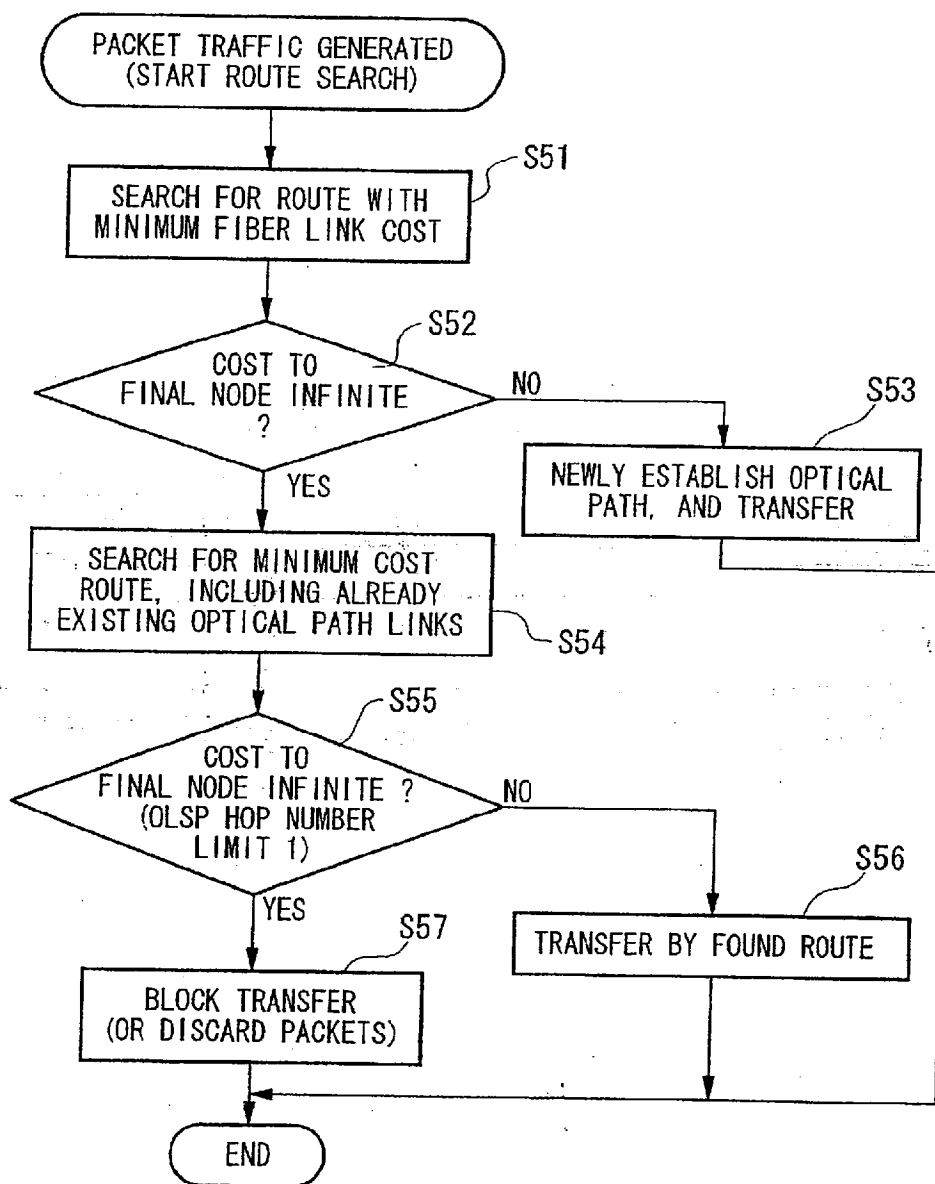 PACKET TRAFFIC GENERATED
(START ROUTE SEARCH)
S51
SEARCH FOR ROUTE WITH
MINIMUM FIBER LINK COST
S52
COST TO
FINAL NODE INFINITE
?
NO
YES
S53
NEWLY ESTABLISH OPTICAL
PATH, AND TRANSFER
SEARCH FOR MINIMUM COST
ROUTE, INCLUDING ALREADY
EXISTING OPTICAL PATH LINKS
S54
S55
COST TO
FINAL NODE INFINITE ?
(OLSP HOP NUMBER
LIMIT 1)
NO
YES
S56
TRANSFER BY FOUND ROUTE
S57
BLOCK TRANSFER
(OR DISCARD PACKETS)
END